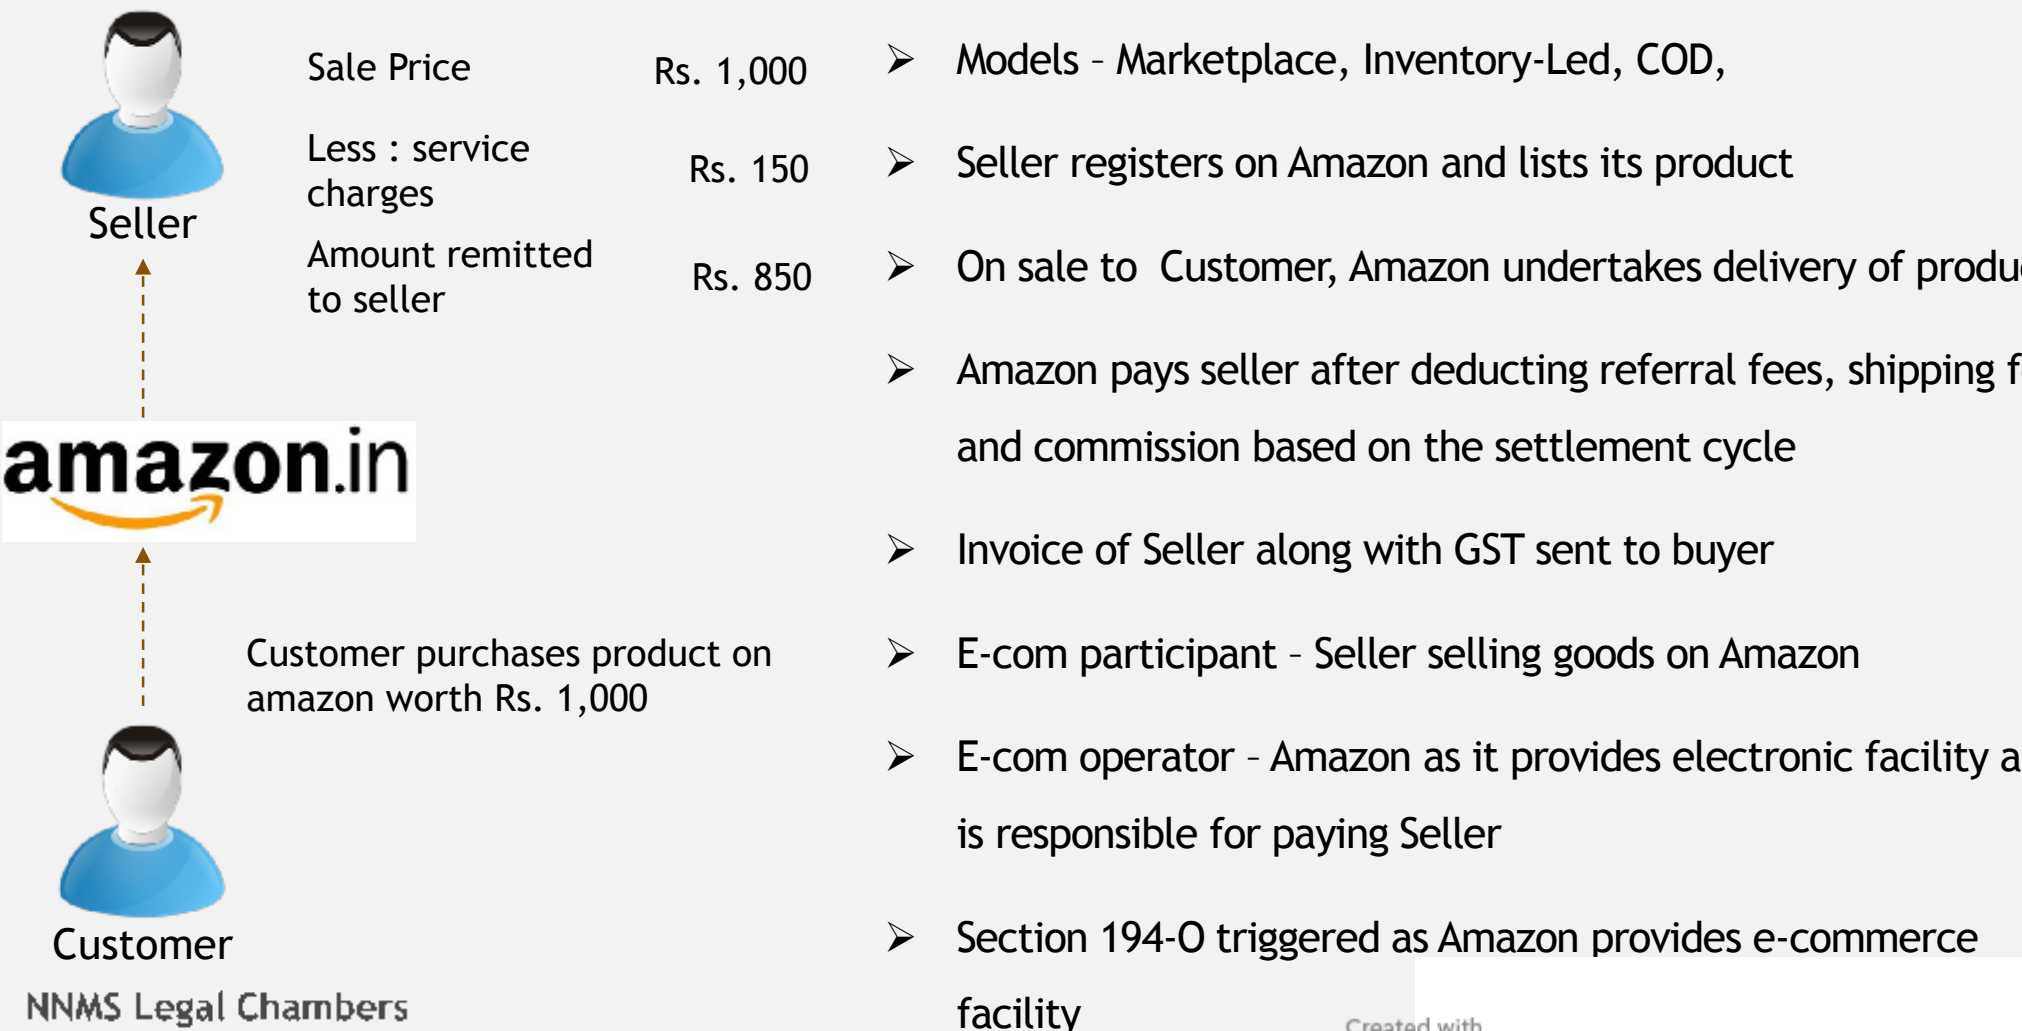 Seller
Sale Price Rs. 1,000
Less : service
charges Rs. 150
Amount remitted
to seller Rs. 850
amazon.in
Customer purchases product on
amazon worth Rs. 1,000
Customer
NNMS Legal Chambers
➢ Models – Marketplace, Inventory-Led, COD,
➢ Seller registers on Amazon and lists its product
➢ On sale to Customer, Amazon undertakes delivery of
➢ Amazon pays seller after deducting referral fees, shipping
and commission based on the settlement cycle
➢ Invoice of Seller along with GST sent to buyer
➢ E-com participant – Seller selling goods on Amazon
➢ E-com operator – Amazon as it provides electronic facility
is responsible for paying Seller
➢ Section 194-O triggered as Amazon provides e-commerce
facility
Created with